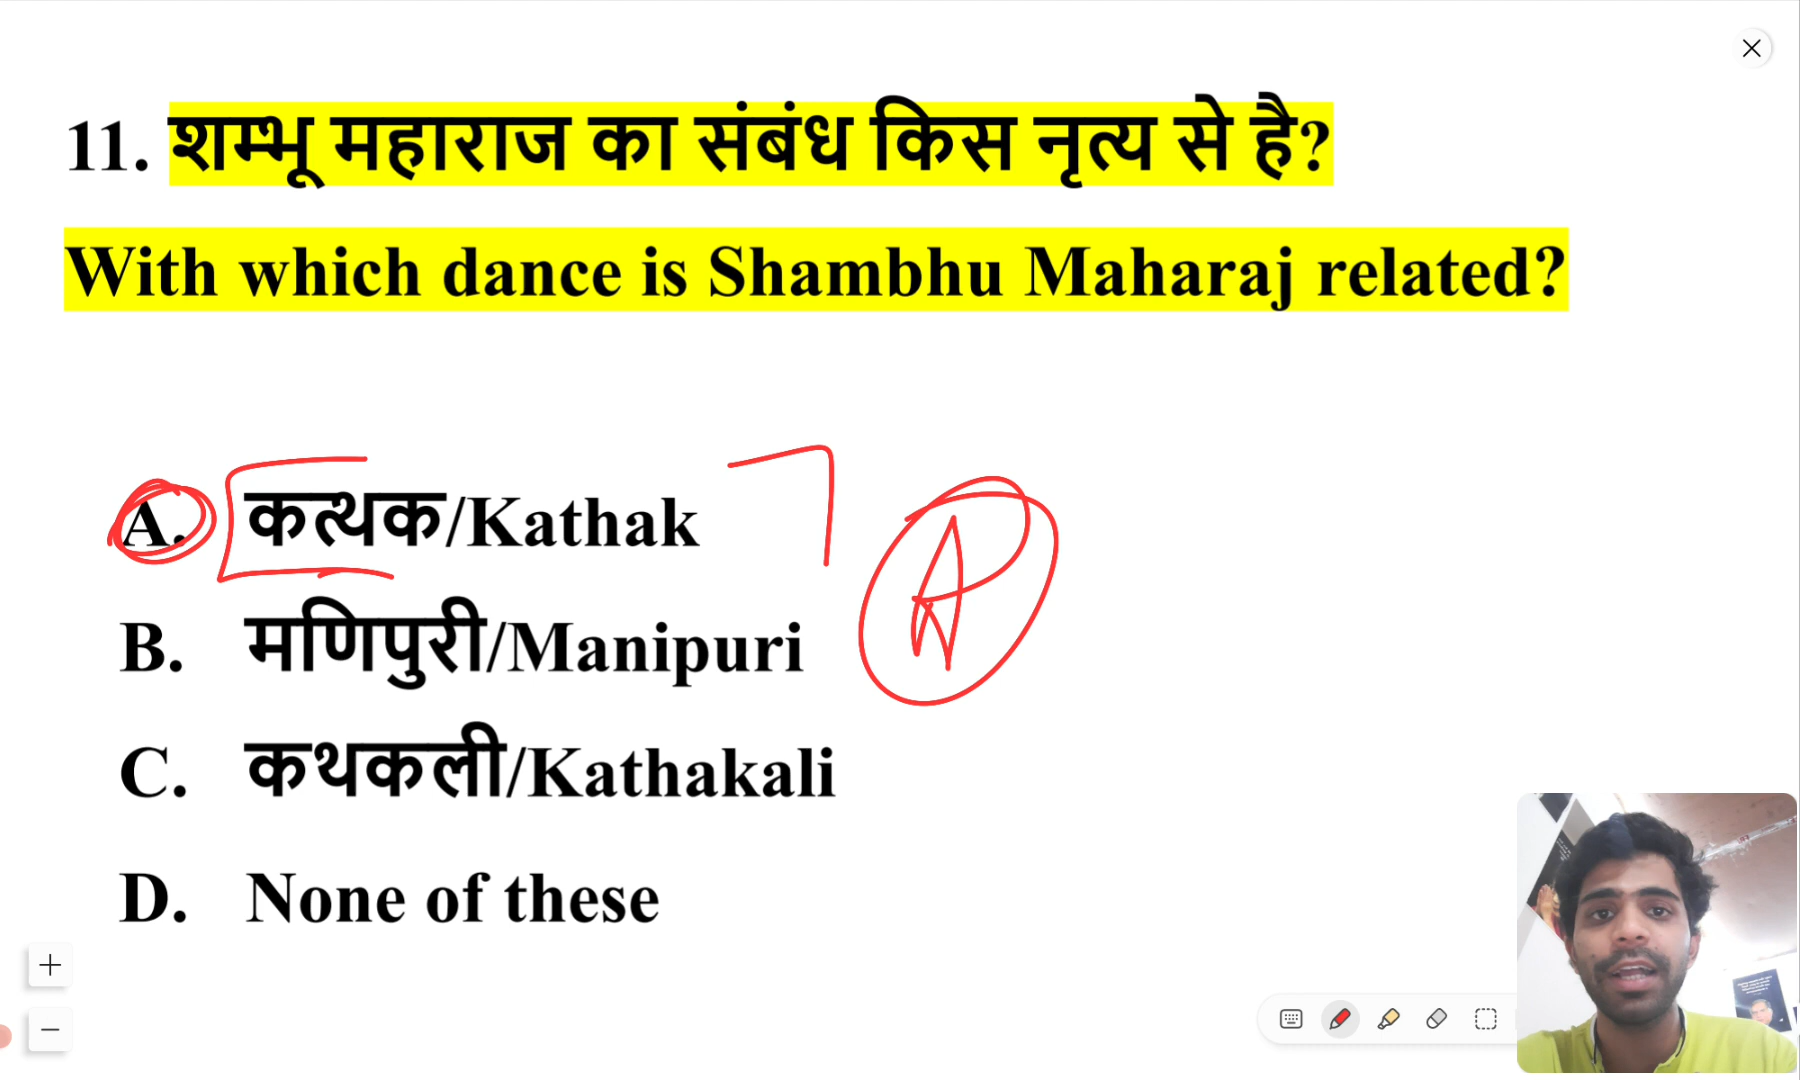 11. शम्भू महाराज का संबंध किस नृत्य से है?
With which dance is Shambhu Maharaj related?
A. कत्थक/Kathak
A
B. मणिपुरी/Manipuri
C. कथकली/Kathakali
D. None of these